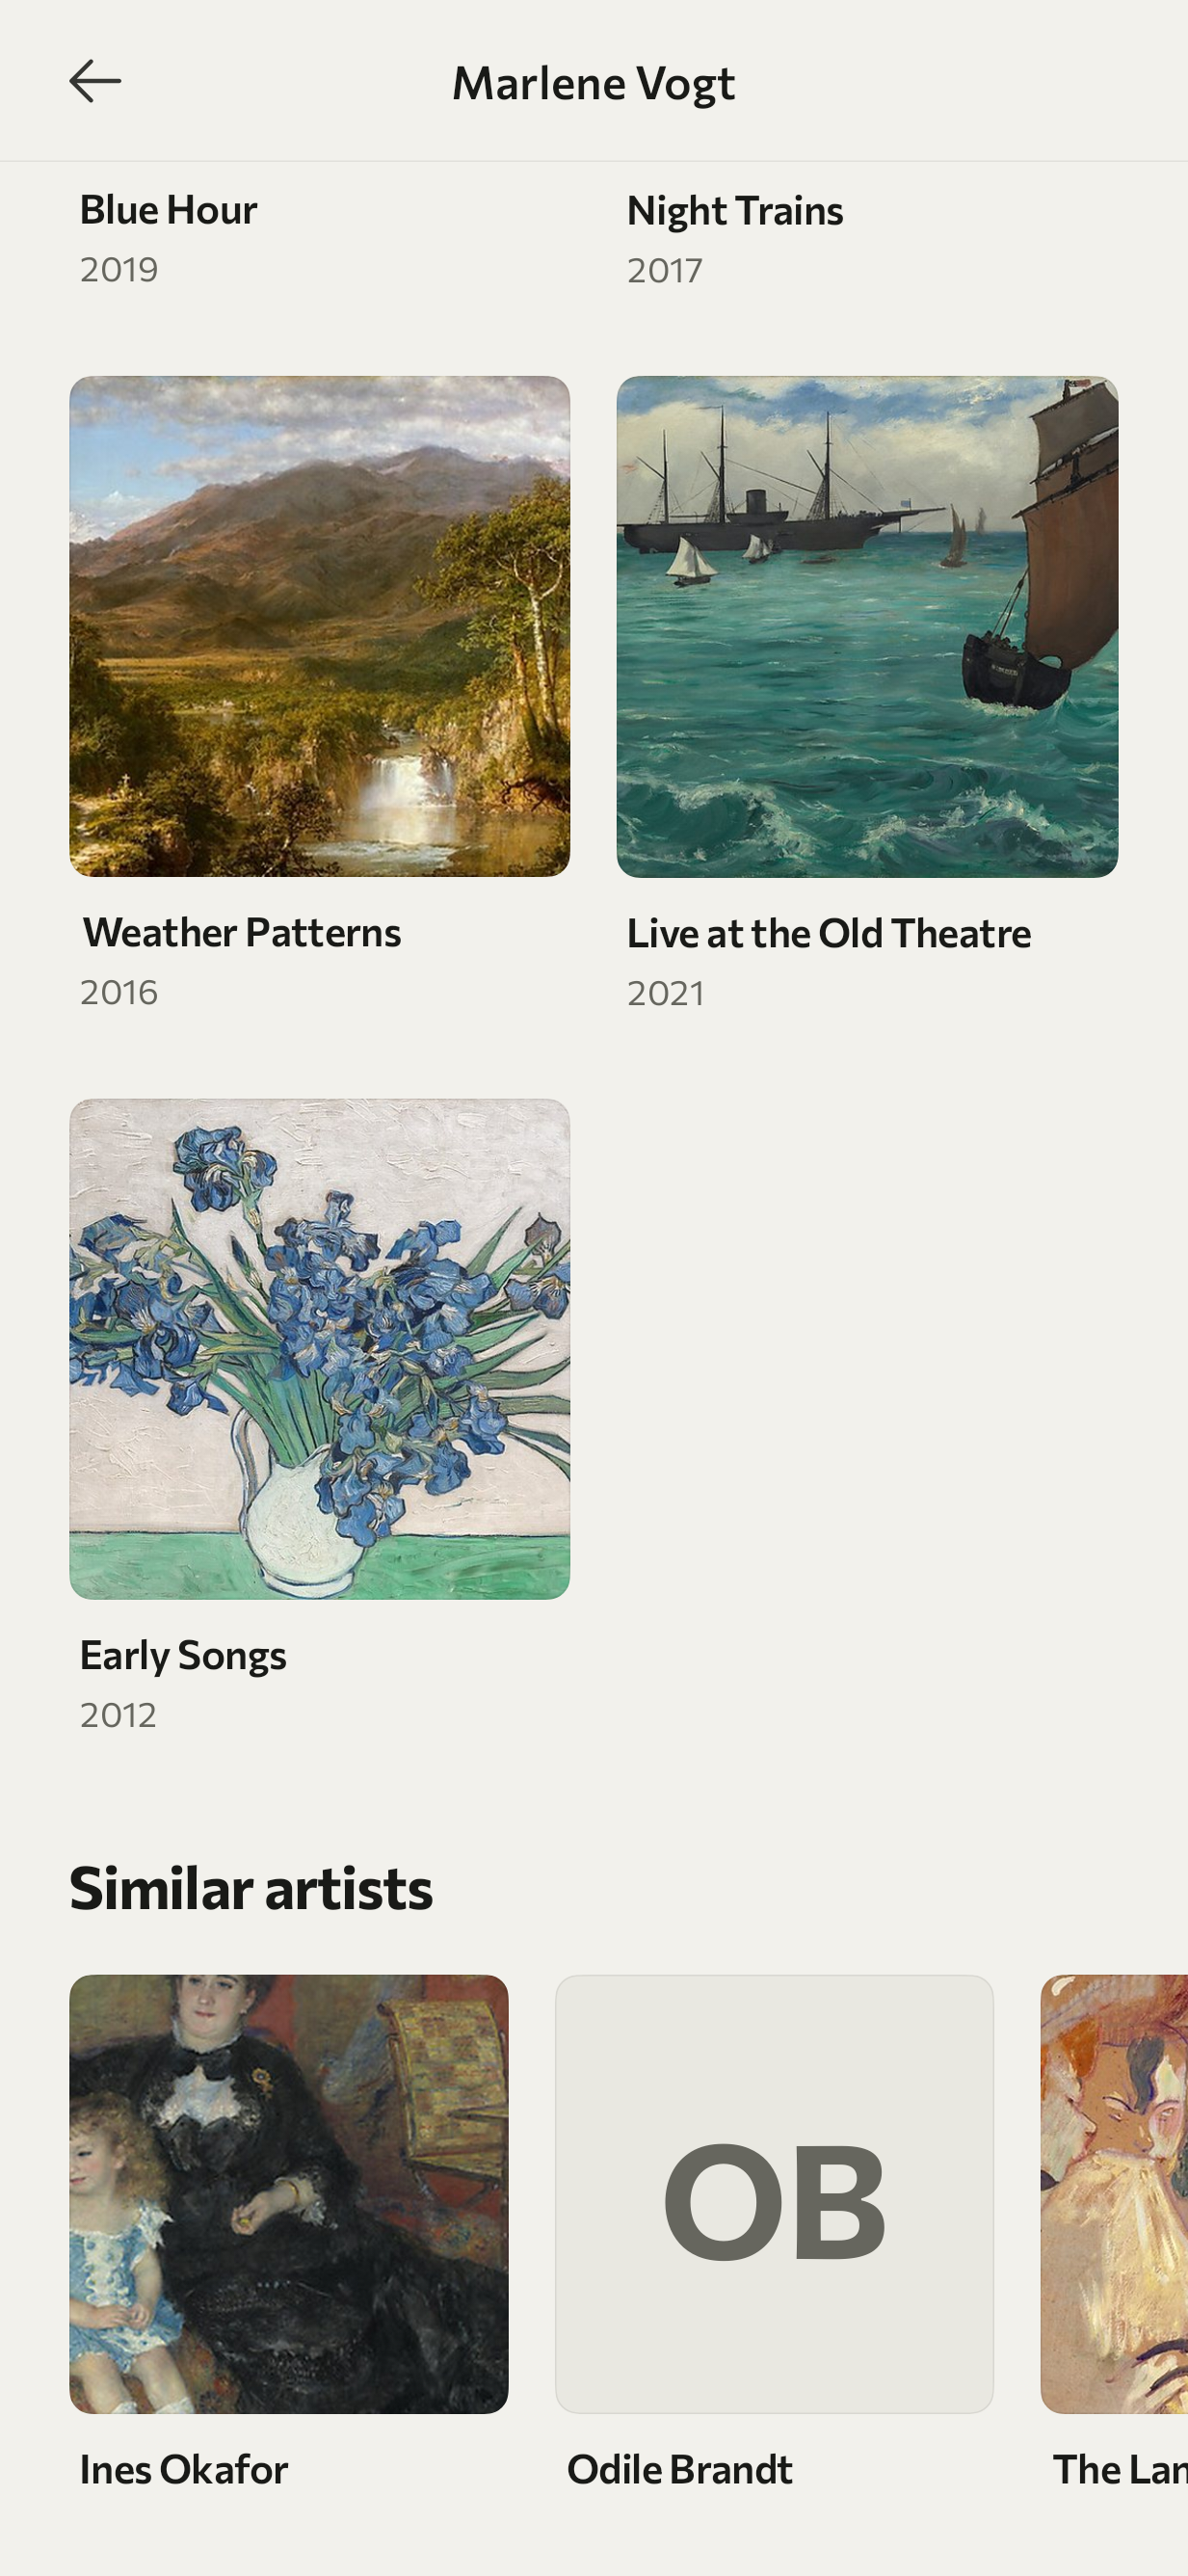 Marlene Vogt
Blue Hour
2019
Night Trains
2017
Weather Patterns
2016
Live at the Old Theatre
2021
Early Songs
2012
Similar artists
OB
Ines Okafor
Odile Brandt
The